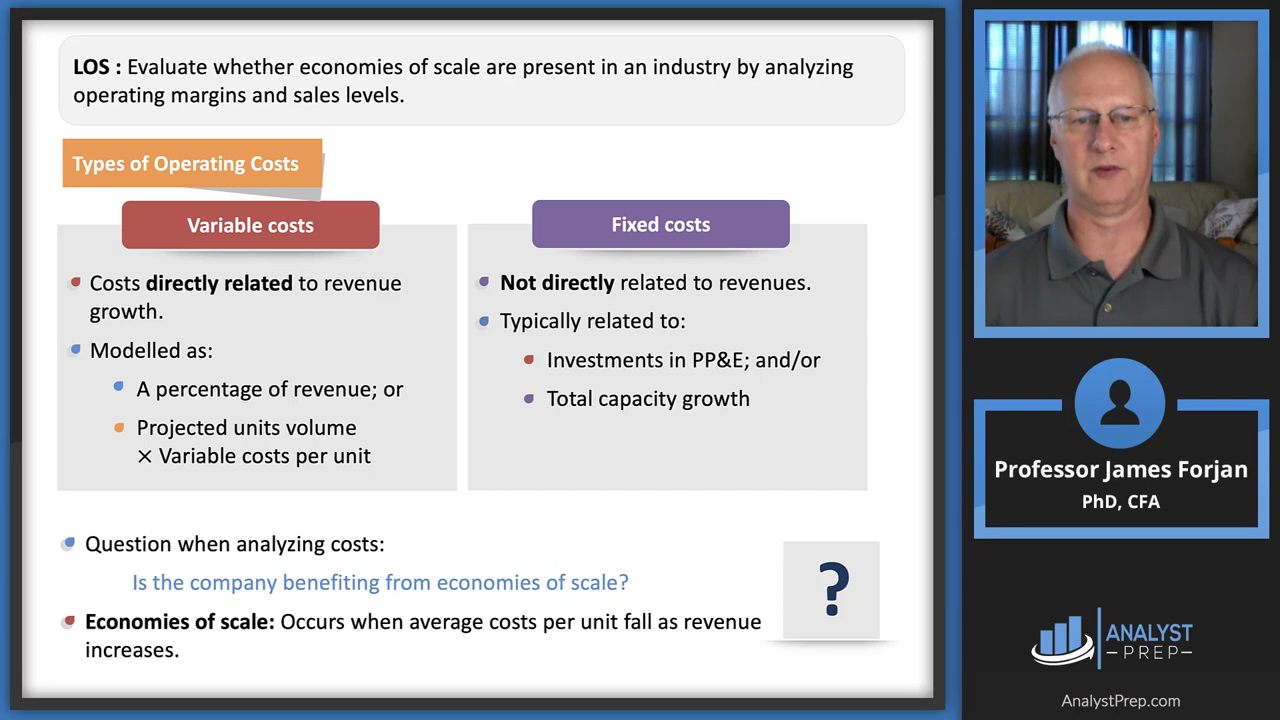 LOS : Evaluate whether economies of scale are present in an industry by analyzing
operating margins and sales levels.
Types of Operating Costs
Variable costs
Costs directly related to revenue
growth.
Modelled as:
A percentage of revenue; or
Projected units volume
× Variable costs per unit
Fixed costs
Not directly related to revenues.
Typically related to:
Investments in PP&E; and/or
Total capacity growth
Question when analyzing costs:
Is the company benefiting from economies of scale?
Economies of scale: Occurs when average costs per unit fall as revenue
increases.
?
Professor James Forjan
PhD, CFA
ANALYST
PREP
AnalystPrep.com